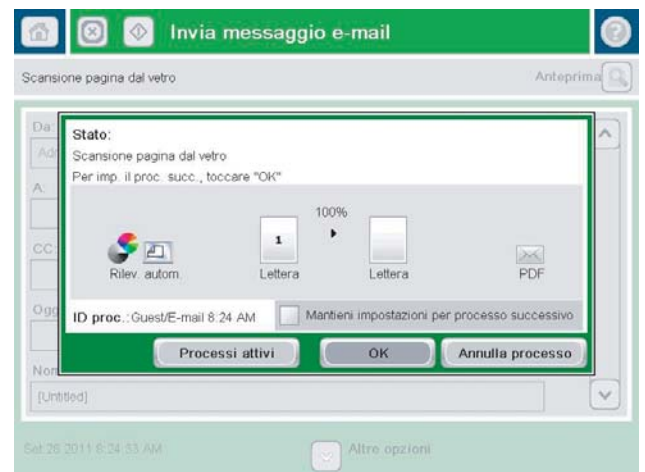 Invia messaggio e-mail
Scansione pagina dal vetro
Anteprima
Da:
Stato:
Scansione pagina dal vetro
Per imp. il proc. succ., toccare "OK"
A:
100%
1
CC:
Rilev. autom.
Lettera
Lettera
PDF
Ogg
ID proc.:Guest/E-mail 8:24 AM
Mantieni impostazioni per processo successivo
Processi attivi
OK
Annulla processo
Nom
[Untitled]
Set 26 2011 8:24:33 AM
Altre opzioni